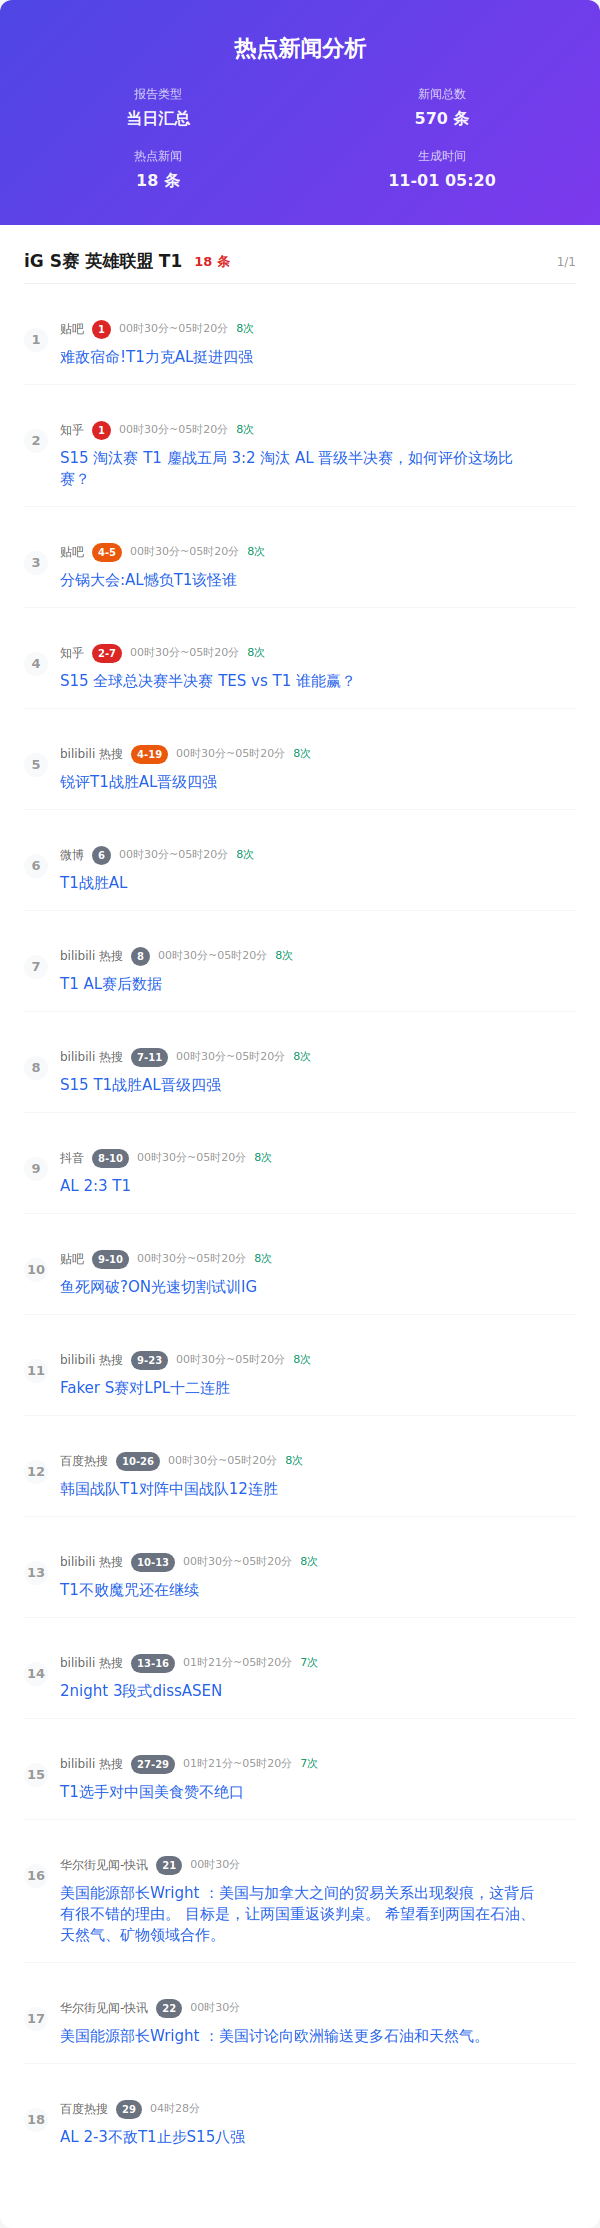 热点新闻分析
报告类型
新闻总数
当日汇总
570 条
热点新闻
生成时间
18 条
11-01 05:20
iG S赛 英雄联盟 T1 18 条 1/1
1 贴吧 1 00时30分~05时20分 8次
难敌宿命!T1力克AL挺进四强
2 知乎 1 00时30分~05时20分 8次
S15 淘汰赛 T1 鏖战五局 3:2 淘汰 AL 晋级半决赛，如何评价这场比
赛？
3 贴吧 4-5 00时30分~05时20分 8次
分锅大会:AL憾负T1该怪谁
4 知乎 2-7 00时30分~05时20分 8次
S15 全球总决赛半决赛 TES vs T1 谁能赢？
5 bilibili 热搜 4-19 00时30分~05时20分 8次
锐评T1战胜AL晋级四强
6 微博 6 00时30分~05时20分 8次
T1战胜AL
7 bilibili 热搜 8 00时30分~05时20分 8次
T1 AL赛后数据
8 bilibili 热搜 7-11 00时30分~05时20分 8次
S15 T1战胜AL晋级四强
9 抖音 8-10 00时30分~05时20分 8次
AL 2:3 T1
10 贴吧 9-10 00时30分~05时20分 8次
鱼死网破?ON光速切割试训IG
11 bilibili 热搜 9-23 00时30分~05时20分 8次
Faker S赛对LPL十二连胜
12 百度热搜 10-26 00时30分~05时20分 8次
韩国战队T1对阵中国战队12连胜
13 bilibili 热搜 10-13 00时30分~05时20分 8次
T1不败魔咒还在继续
14 bilibili 热搜 13-16 01时21分~05时20分 7次
2night 3段式dissASEN
15 bilibili 热搜 27-29 01时21分~05时20分 7次
T1选手对中国美食赞不绝口
16 华尔街见闻-快讯 21 00时30分
美国能源部长Wright ：美国与加拿大之间的贸易关系出现裂痕，这背后
有很不错的理由。 目标是，让两国重返谈判桌。 希望看到两国在石油、
天然气、矿物领域合作。
17 华尔街见闻-快讯 22 00时30分
美国能源部长Wright ：美国讨论向欧洲输送更多石油和天然气。
18 百度热搜 29 04时28分
AL 2-3不敌T1止步S15八强